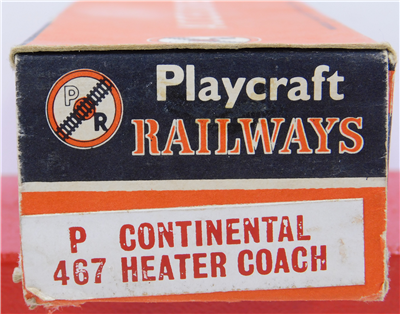 P R
Playcraft
RAILWAYS
P CONTINENTAL
467 HEATER COACH